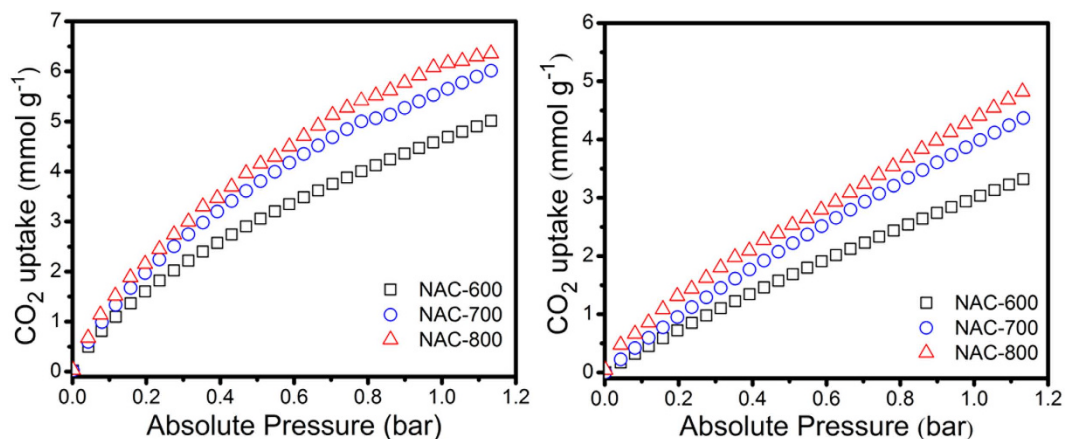 7
6
5
4
3
2
1
0
CO₂ uptake (mmol g⁻¹)
NAC-600
NAC-700
NAC-800
0.0 0.2 0.4 0.6 0.8 1.0 1.2
Absolute Pressure (bar)
6
5
4
3
2
1
0
CO₂ uptake (mmol g⁻¹)
NAC-600
NAC-700
NAC-800
0.0 0.2 0.4 0.6 0.8 1.0 1.2
Absolute Pressure (bar)